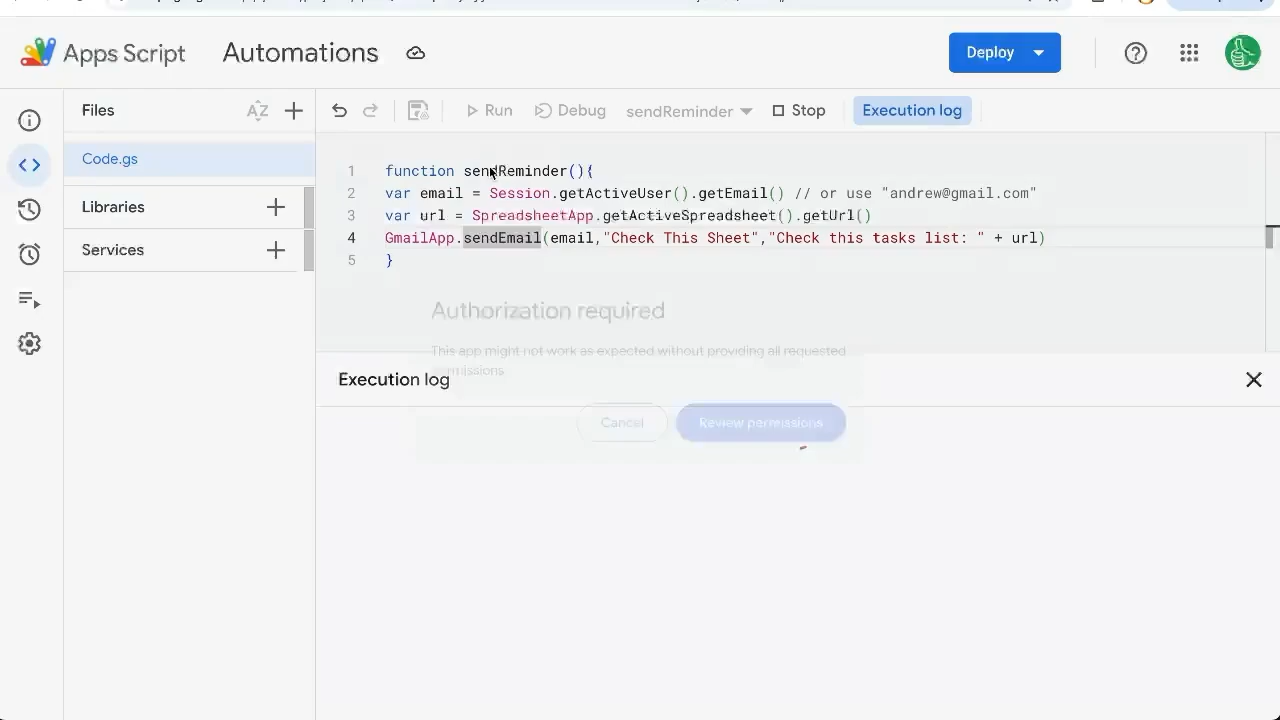 Apps Script
Automations
Deploy
Files
Run
Debug
sendReminder
Stop
Execution log
Code.gs
Libraries
Services
1 function sendReminder(){
2 var email = Session.getActiveUser().getEmail() // or use "andrew@gmail.com"
3 var url = SpreadsheetApp.getActiveSpreadsheet().getUrl()
4 GmailApp.sendEmail(email,"Check This Sheet","Check this tasks list: " + url)
5 }
Authorization required
This app might not work as expected without providing all requested
permissions
Execution log
Cancel
Review permissions